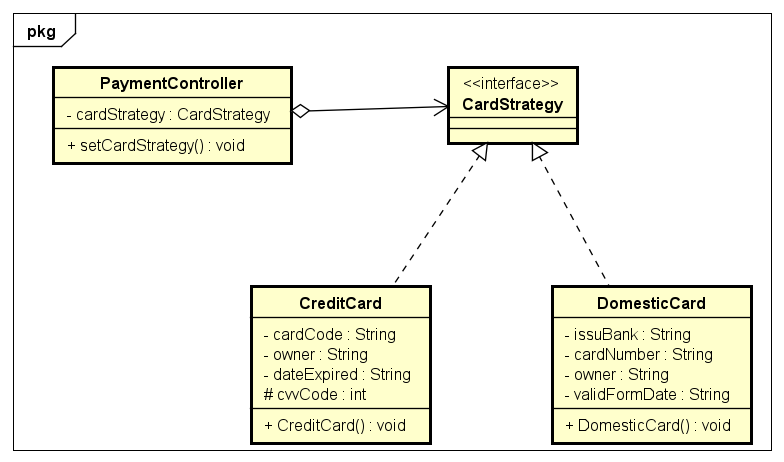 pkg
PaymentController
- cardStrategy : CardStrategy
+ setCardStrategy() : void
<<interface>>
CardStrategy
CreditCard
- cardCode : String
- owner : String
- dateExpired : String
# cvvCode : int
+ CreditCard() : void
DomesticCard
- issuBank : String
- cardNumber : String
- owner : String
- validFormDate : String
+ DomesticCard() : void